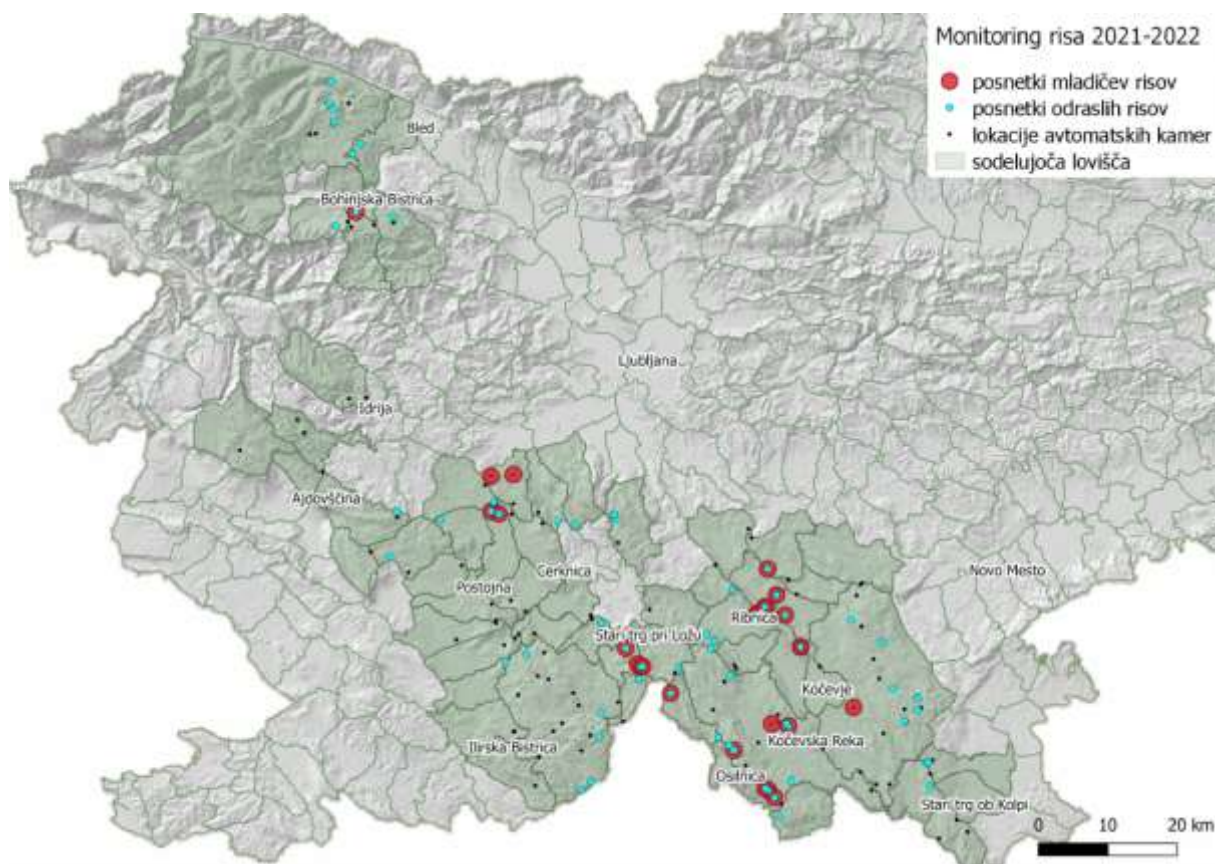 Monitoring risa 2021-2022
posnetki mladičev risov
posnetki odraslih risov
lokacije avtomatskih kamer
sodelujoča lovišča
Bled
Bohinjska Bistrica
Ljubljana
Idrija
Ajdovščina
Postojna
Cerknica
Novo Mesto
Ribnica
Stari trg pri Ložu
Kočevje
Ilirska Bistrica
Kočevska Reka
Osilnica
Stari trg ob Kolpi
0 10 20 km